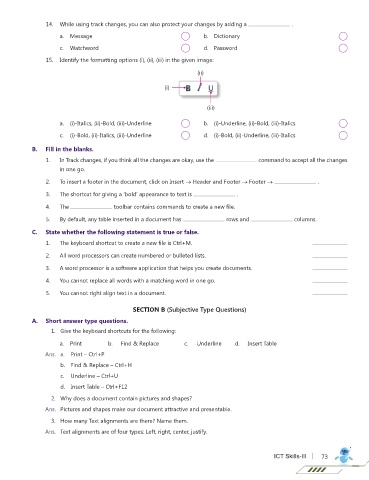 14. While using track changes, you can also protect your changes by adding a .................... .
a. Message
b. Dictionary
c. Watchword
d. Password
15. Identify the formatting options (i), (ii), (iii) in the given image:
(ii)
(i) B I U
(iii)
a. (i)-Italics, (ii)-Bold, (iii)-Underline
b. (i)-Underline, (ii)-Bold, (iii)-Italics
c. (i)-Bold, (ii)-Italics, (iii)-Underline
d. (i)-Bold, (ii)-Underline, (iii)-Italics
B. Fill in the blanks.
1. In Track changes, if you think all the changes are okay, use the .................... command to accept all the changes
in one go.
2. To insert a footer in the document, click on Insert → Header and Footer → Footer → .................... .
3. The shortcut for giving a 'bold' appearance to text is .................... .
4. The .................... toolbar contains commands to create a new file.
5. By default, any table inserted in a document has .................... rows and .................... columns.
C. State whether the following statement is true or false.
1. The keyboard shortcut to create a new file is Ctrl+M. ....................
2. All word processors can create numbered or bulleted lists. ....................
3. A word processor is a software application that helps you create documents. ....................
4. You cannot replace all words with a matching word in one go. ....................
5. You cannot right align text in a document. ....................
SECTION B (Subjective Type Questions)
A. Short answer type questions.
1. Give the keyboard shortcuts for the following:
a. Print b. Find & Replace c. Underline d. Insert Table
Ans. a. Print – Ctrl+P
b. Find & Replace – Ctrl+H
c. Underline – Ctrl+U
d. Insert Table – Ctrl+F12
2. Why does a document contain pictures and shapes?
Ans. Pictures and shapes make our document attractive and presentable.
3. How many Text alignments are there? Name them.
Ans. Text alignments are of four types: Left, right, center, justify.
ICT Skills-III | 73